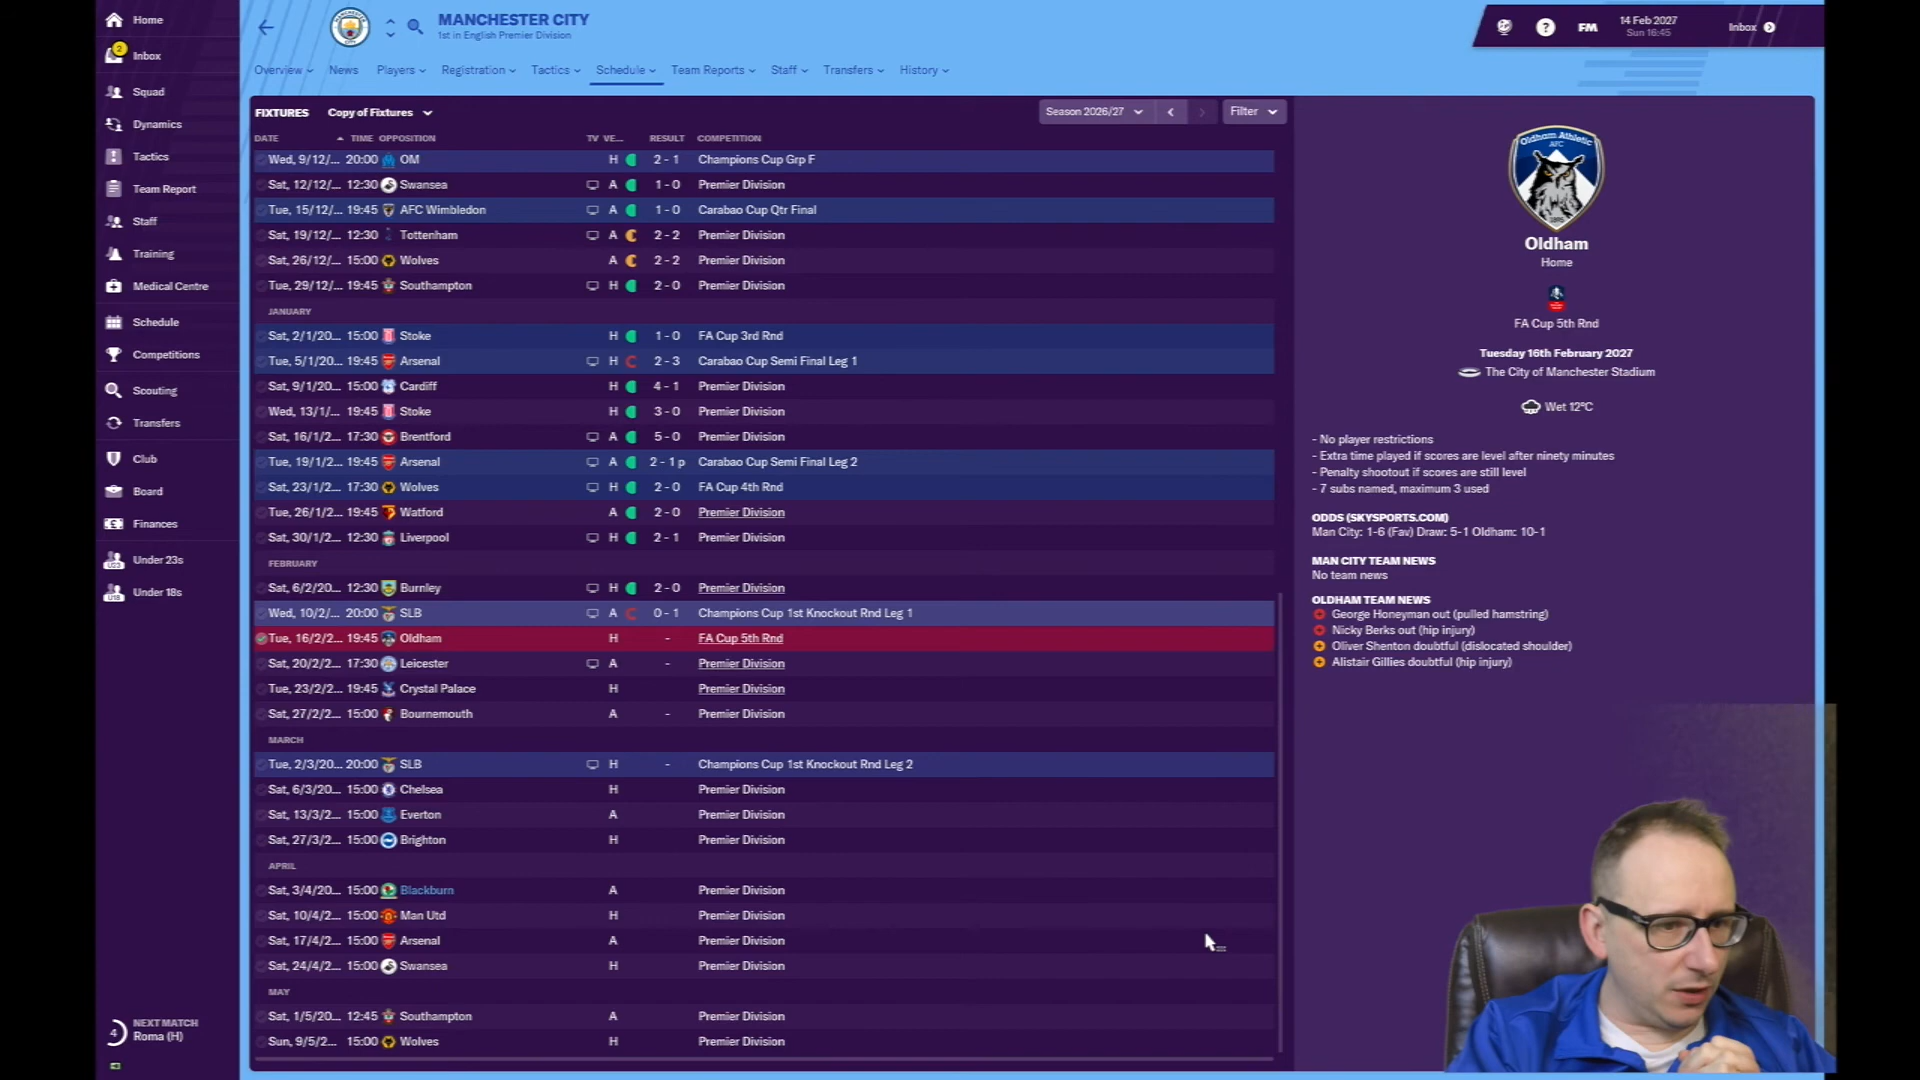 Home
2
Inbox
Squad
Dynamics
Tactics
Team Report
Staff
Training
Medical Centre
Schedule
Competitions
Scouting
Transfers
Club
Board
Finances
Under 23s
Under 18s
4
NEXT MATCH
Roma (H)
MANCHESTER CITY
1st in English Premier Division
Overview News Players Registration Tactics Schedule Team Reports Staff Transfers History
? FM 14 Feb 2027
Sun 16:45
Inbox
FIXTURES Copy of Fixtures Season 2026/27 Filter
DATE TIME OPPOSITION TV VE... RESULT COMPETITION
Wed, 9/12/... 20:00 OM H 2 - 1 Champions Cup Grp F
Sat, 12/12/... 12:30 Swansea A 1 - 0 Premier Division
Tue, 15/12/... 19:45 AFC Wimbledon A 1 - 0 Carabao Cup Qtr Final
Sat, 19/12/... 12:30 Tottenham A 2 - 2 Premier Division
Sat, 26/12/... 15:00 Wolves A 2 - 2 Premier Division
Tue, 29/12/... 19:45 Southampton H 2 - 0 Premier Division
JANUARY
Sat, 2/1/20... 15:00 Stoke H 1 - 0 FA Cup 3rd Rnd
Tue, 5/1/20... 19:45 Arsenal H 2 - 3 Carabao Cup Semi Final Leg 1
Sat, 9/1/20... 15:00 Cardiff H 4 - 1 Premier Division
Wed, 13/1/... 19:45 Stoke H 3 - 0 Premier Division
Sat, 16/1/2... 17:30 Brentford A 5 - 0 Premier Division
Tue, 19/1/2... 19:45 Arsenal A 2 - 1 p Carabao Cup Semi Final Leg 2
Sat, 23/1/2... 17:30 Wolves H 2 - 0 FA Cup 4th Rnd
Tue, 26/1/2... 19:45 Watford A 2 - 0 Premier Division
Sat, 30/1/2... 12:30 Liverpool H 2 - 1 Premier Division
FEBRUARY
Sat, 6/2/20... 12:30 Burnley H 2 - 0 Premier Division
Wed, 10/2/... 20:00 SLB A 0 - 1 Champions Cup 1st Knockout Rnd Leg 1
Tue, 16/2/2... 19:45 Oldham H - FA Cup 5th Rnd
Sat, 20/2/2... 17:30 Leicester A - Premier Division
Tue, 23/2/2... 19:45 Crystal Palace H Premier Division
Sat, 27/2/2... 15:00 Bournemouth A - Premier Division
MARCH
Tue, 2/3/20... 20:00 SLB H - Champions Cup 1st Knockout Rnd Leg 2
Sat, 6/3/20... 15:00 Chelsea H Premier Division
Sat, 13/3/2... 15:00 Everton A Premier Division
Sat, 27/3/2... 15:00 Brighton H Premier Division
APRIL
Sat, 3/4/20... 15:00 Blackburn A Premier Division
Sat, 10/4/2... 15:00 Man Utd H Premier Division
Sat, 17/4/2... 15:00 Arsenal A Premier Division
Sat, 24/4/2... 15:00 Swansea H Premier Division
MAY
Sat, 1/5/20... 12:45 Southampton A Premier Division
Sun, 9/5/2... 15:00 Wolves H Premier Division
Oldham Athletic
AFC
Oldham
Home
FA Cup 5th Rnd
Tuesday 16th February 2027
The City of Manchester Stadium
Wet 12°C
- No player restrictions
- Extra time played if scores are level after ninety minutes
- Penalty shootout if scores are still level
- 7 subs named, maximum 3 used
ODDS (SKYSPORTS.COM)
Man City: 1-6 (Fav) Draw: 5-1 Oldham: 10-1
MAN CITY TEAM NEWS
No team news
OLDHAM TEAM NEWS
George Honeyman out (pulled hamstring)
Nicky Berks out (hip injury)
Oliver Shenton doubtful (dislocated shoulder)
Alistair Gillies doubtful (hip injury)